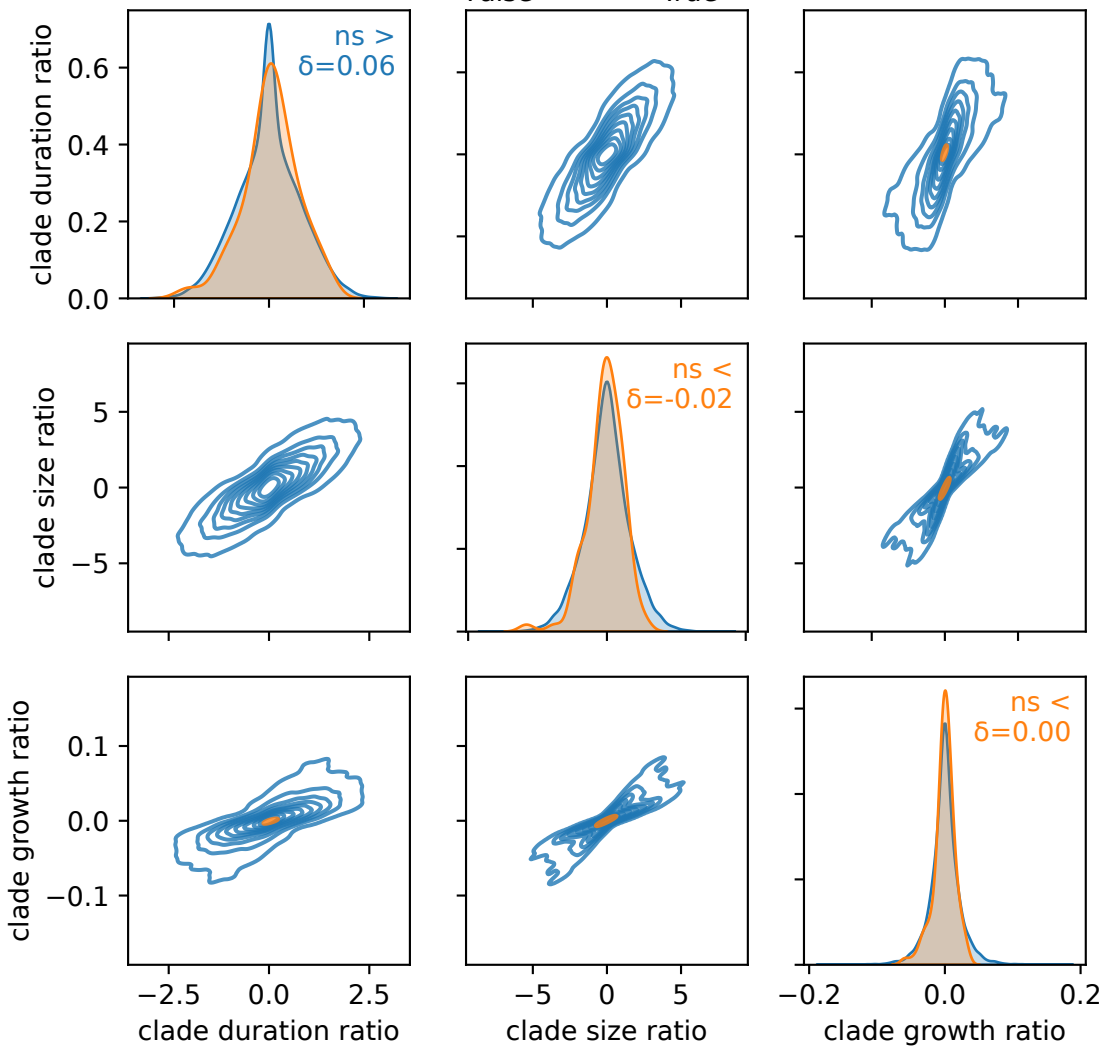 True
ns >
δ=0.06
clade duration ratio
0.6
0.4
0.2
0.0
ns <
δ=-0.02
clade size ratio
5
0
−5
ns <
δ=0.00
clade growth ratio
0.1
0.0
−0.1
−2.5
0.0
2.5
−5
0
5
−0.2
0.0
0.2
clade duration ratio
clade size ratio
clade growth ratio